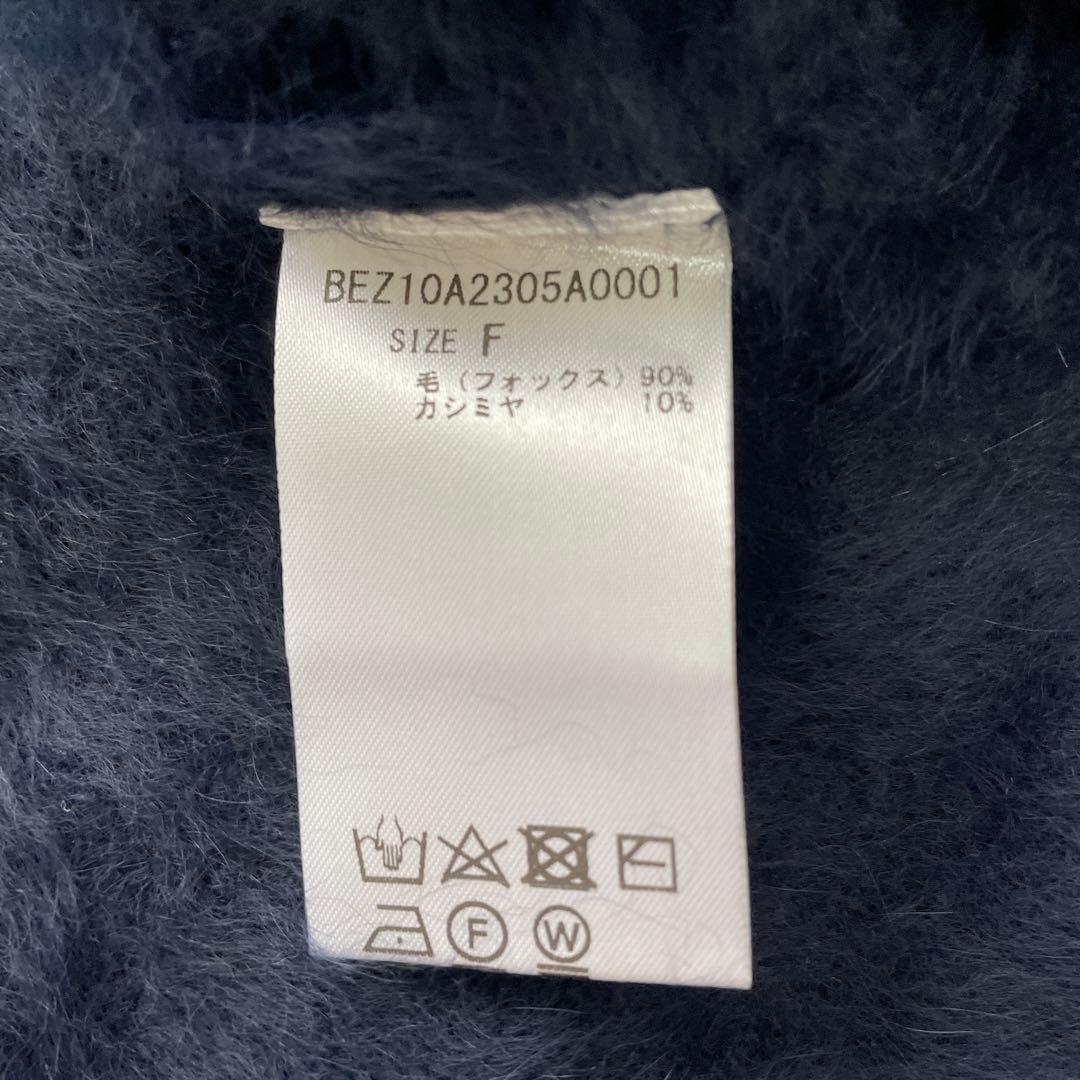 BEZ10A2305A0001
SIZE F
毛（フォックス）90%
カシミヤ 10%
F W